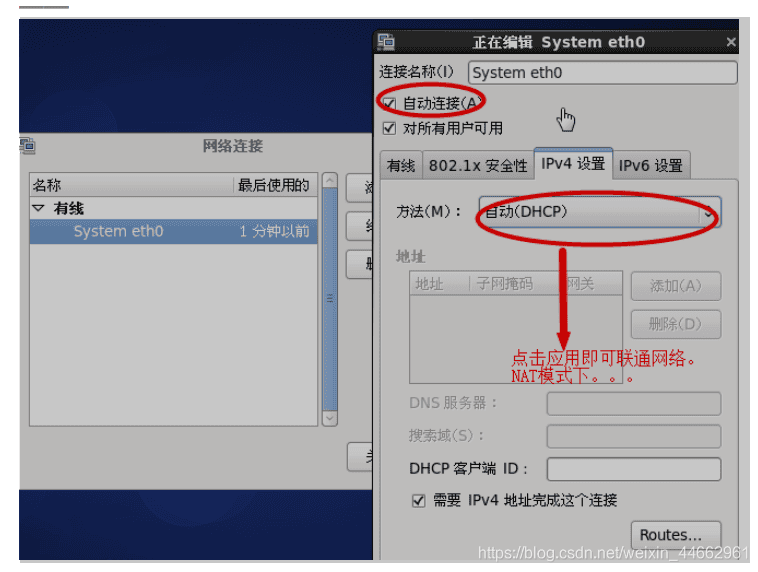 正在编辑 System eth0
连接名称(I) System eth0
自动连接(A)
对所有用户可用
网络连接
有线 802.1x 安全性 IPv4 设置 IPv6 设置
名称 最后使用的
有线
System eth0 1 分钟以前
方法(M)： 自动(DHCP)
地址
地址 子网掩码 网关 添加(A)
删除(D)
点击应用即可联通网络。
NAT模式下。。。
DNS 服务器：
搜索域(S)：
DHCP 客户端 ID：
需要 IPv4 地址完成这个连接
Routes...
https://blog.csdn.net/weixin_44662961